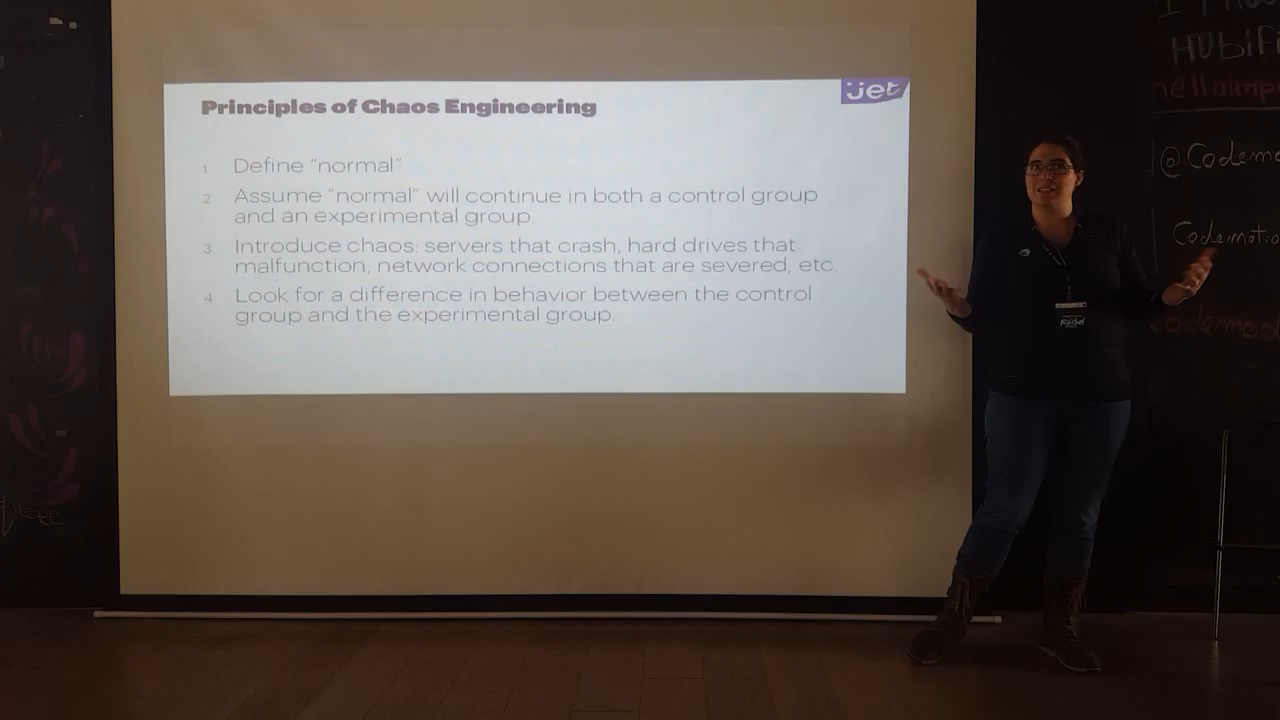 Principles of Chaos Engineering
jet
1 Define “normal”
2 Assume “normal” will continue in both a control group
and an experimental group.
3 Introduce chaos: servers that crash, hard drives that
malfunction, network connections that are severed, etc.
4 Look for a difference in behavior between the control
group and the experimental group.
Rachel